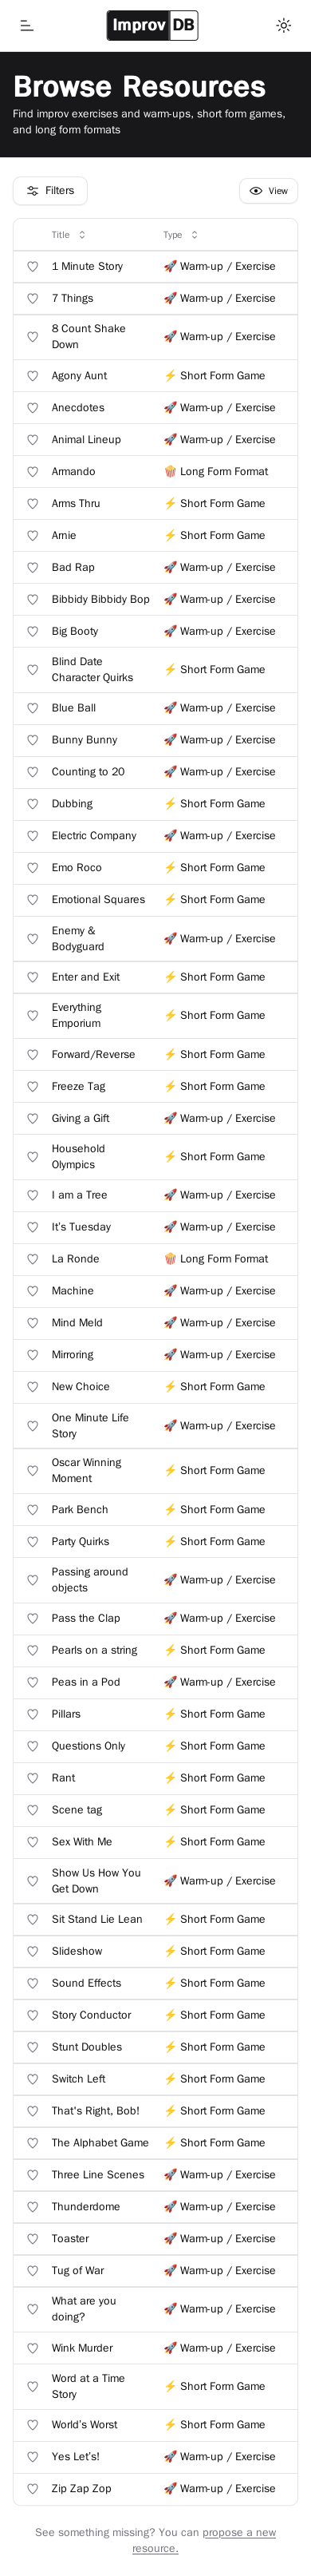 Improv DB
Browse Resources
Find improv exercises and warm-ups, short form games,
and long form formats
Filters
View
Title Type
1 Minute Story 🚀 Warm-up / Exercise
7 Things 🚀 Warm-up / Exercise
8 Count Shake
Down
🚀 Warm-up / Exercise
Agony Aunt ⚡ Short Form Game
Anecdotes 🚀 Warm-up / Exercise
Animal Lineup 🚀 Warm-up / Exercise
Armando 🍿 Long Form Format
Arms Thru ⚡ Short Form Game
Arnie ⚡ Short Form Game
Bad Rap 🚀 Warm-up / Exercise
Bibbidy Bibbidy Bop 🚀 Warm-up / Exercise
Big Booty 🚀 Warm-up / Exercise
Blind Date
Character Quirks
⚡ Short Form Game
Blue Ball 🚀 Warm-up / Exercise
Bunny Bunny 🚀 Warm-up / Exercise
Counting to 20 🚀 Warm-up / Exercise
Dubbing ⚡ Short Form Game
Electric Company 🚀 Warm-up / Exercise
Emo Roco ⚡ Short Form Game
Emotional Squares ⚡ Short Form Game
Enemy &
Bodyguard
🚀 Warm-up / Exercise
Enter and Exit ⚡ Short Form Game
Everything
Emporium
⚡ Short Form Game
Forward/Reverse ⚡ Short Form Game
Freeze Tag ⚡ Short Form Game
Giving a Gift 🚀 Warm-up / Exercise
Household
Olympics
⚡ Short Form Game
I am a Tree 🚀 Warm-up / Exercise
It's Tuesday 🚀 Warm-up / Exercise
La Ronde 🍿 Long Form Format
Machine 🚀 Warm-up / Exercise
Mind Meld 🚀 Warm-up / Exercise
Mirroring 🚀 Warm-up / Exercise
New Choice ⚡ Short Form Game
One Minute Life
Story
🚀 Warm-up / Exercise
Oscar Winning
Moment
⚡ Short Form Game
Park Bench ⚡ Short Form Game
Party Quirks ⚡ Short Form Game
Passing around
objects
🚀 Warm-up / Exercise
Pass the Clap 🚀 Warm-up / Exercise
Pearls on a string ⚡ Short Form Game
Peas in a Pod 🚀 Warm-up / Exercise
Pillars ⚡ Short Form Game
Questions Only ⚡ Short Form Game
Rant ⚡ Short Form Game
Scene tag ⚡ Short Form Game
Sex With Me ⚡ Short Form Game
Show Us How You
Get Down
🚀 Warm-up / Exercise
Sit Stand Lie Lean ⚡ Short Form Game
Slideshow ⚡ Short Form Game
Sound Effects ⚡ Short Form Game
Story Conductor ⚡ Short Form Game
Stunt Doubles ⚡ Short Form Game
Switch Left ⚡ Short Form Game
That's Right, Bob! ⚡ Short Form Game
The Alphabet Game ⚡ Short Form Game
Three Line Scenes 🚀 Warm-up / Exercise
Thunderdome 🚀 Warm-up / Exercise
Toaster 🚀 Warm-up / Exercise
Tug of War 🚀 Warm-up / Exercise
What are you
doing?
🚀 Warm-up / Exercise
Wink Murder 🚀 Warm-up / Exercise
Word at a Time
Story
⚡ Short Form Game
World's Worst ⚡ Short Form Game
Yes Let's! 🚀 Warm-up / Exercise
Zip Zap Zop 🚀 Warm-up / Exercise
See something missing? You can propose a new
resource.